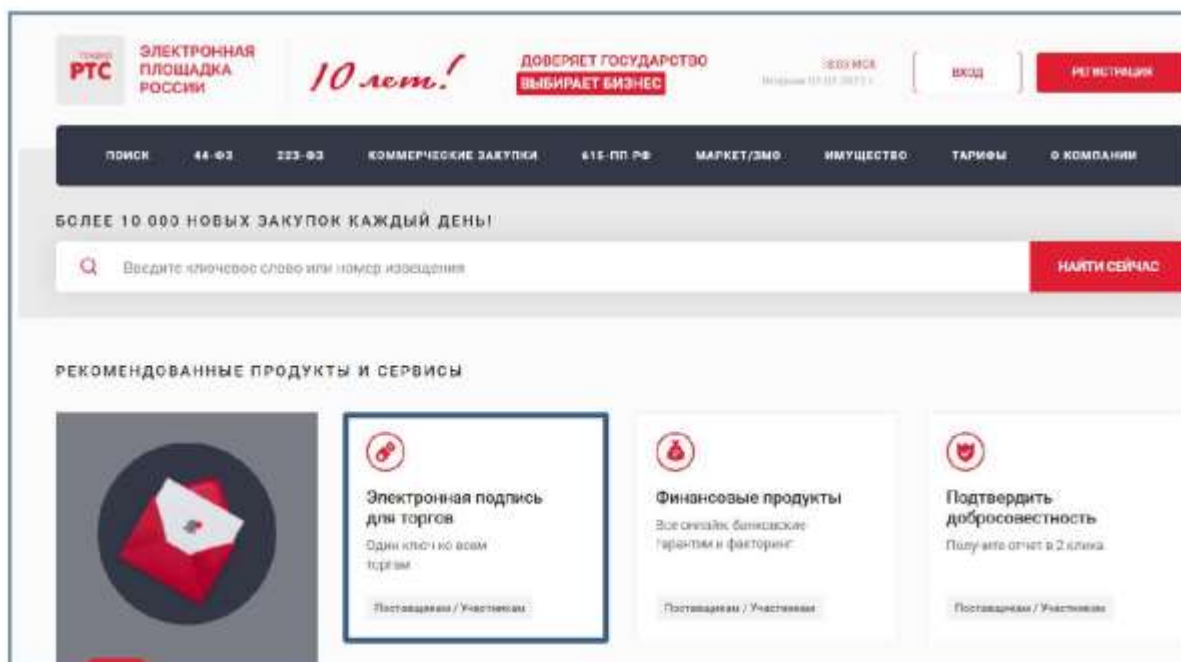 РТС
ЭЛЕКТРОННАЯ
ПЛОЩАДКА
РОССИИ
10 лет!
ДОВЕРЯЕТ ГОСУДАРСТВО
ВЫБИРАЕТ БИЗНЕС
ВХОД
РЕГИСТРАЦИЯ
ПОИСК 44-ФЗ 223-ФЗ КОММЕРЧЕСКИЕ ЗАКУПКИ 615-ПП РФ МАРКЕТ/ЗМО ИМУЩЕСТВО ТАРИФЫ О КОМПАНИИ
БОЛЕЕ 10 000 НОВЫХ ЗАКУПОК КАЖДЫЙ ДЕНЬ!
Введите ключевое слово или номер извещения
НАЙТИ СЕЙЧАС
РЕКОМЕНДОВАННЫЕ ПРОДУКТЫ И СЕРВИСЫ
Электронная подпись
для торгов
Один ключ ко всем
торгам
Поставщикам / Участникам
Финансовые продукты
Все онлайн: банковские
гарантии и факторинг
Поставщикам / Участникам
Подтвердить
добросовестность
Получите отчет в 2 клика
Поставщикам / Участникам